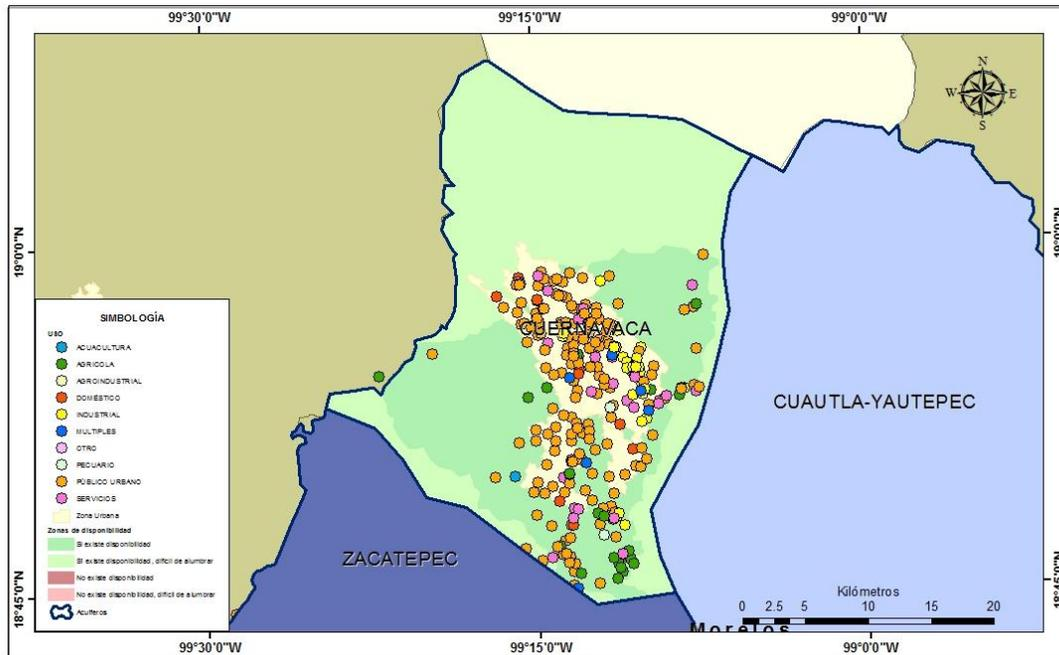 99°30'0"W 99°15'0"W 99°0'0"W
N
W E
S
19°0'0"N 19°0'0"N
SIMBOLOGÍA
USO
ACUACULTURA
AGRICOLA
AGROINDUSTRIAL
DOMÉSTICO
INDUSTRIAL
MULTIPLES
OTRO
PECUARIO
PÚBLICO URBANO
SERVICIOS
Zona Urbana
Zonas de disponibilidad
Si existe disponibilidad
Si existe disponibilidad, dificil de alumbrar
No existe disponibilidad
No existe disponibilidad, dificil de alumbrar
Acuíferos
CUERNAVACA
CUAUTLA-YAUTEPEC
ZACATEPEC
18°45'0"N 18°45'0"N
Kilómetros
0 2.5 5 10 15 20
Morelos
99°30'0"W 99°15'0"W 99°0'0"W